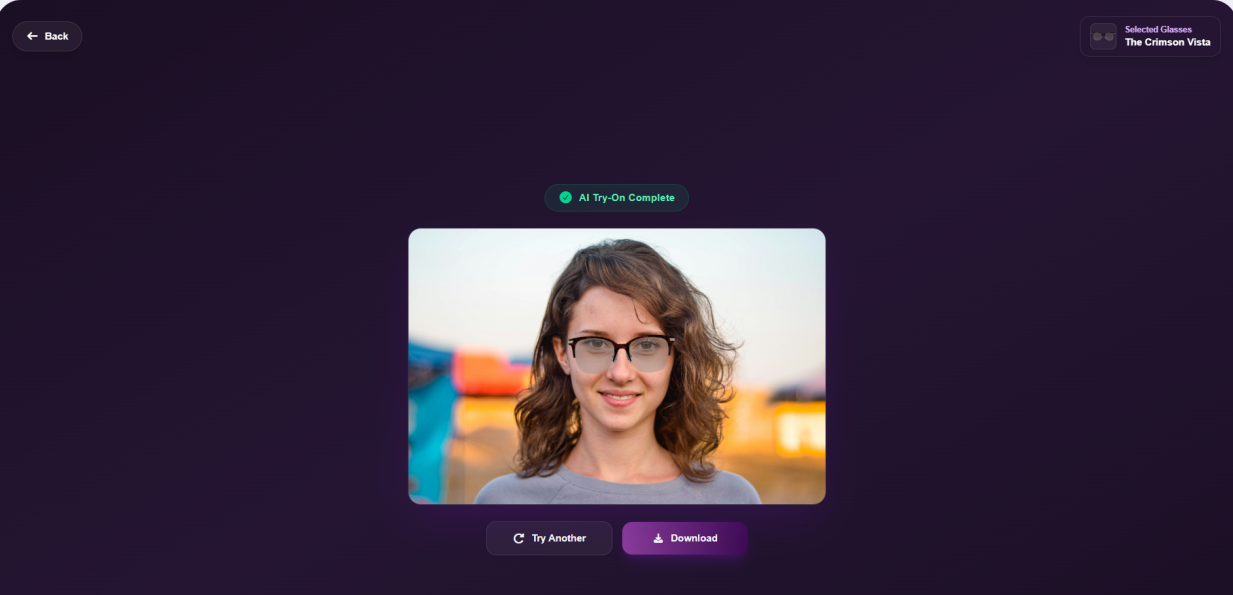 Back
Selected Glasses
The Crimson Vista
AI Try-On Complete
Try Another
Download